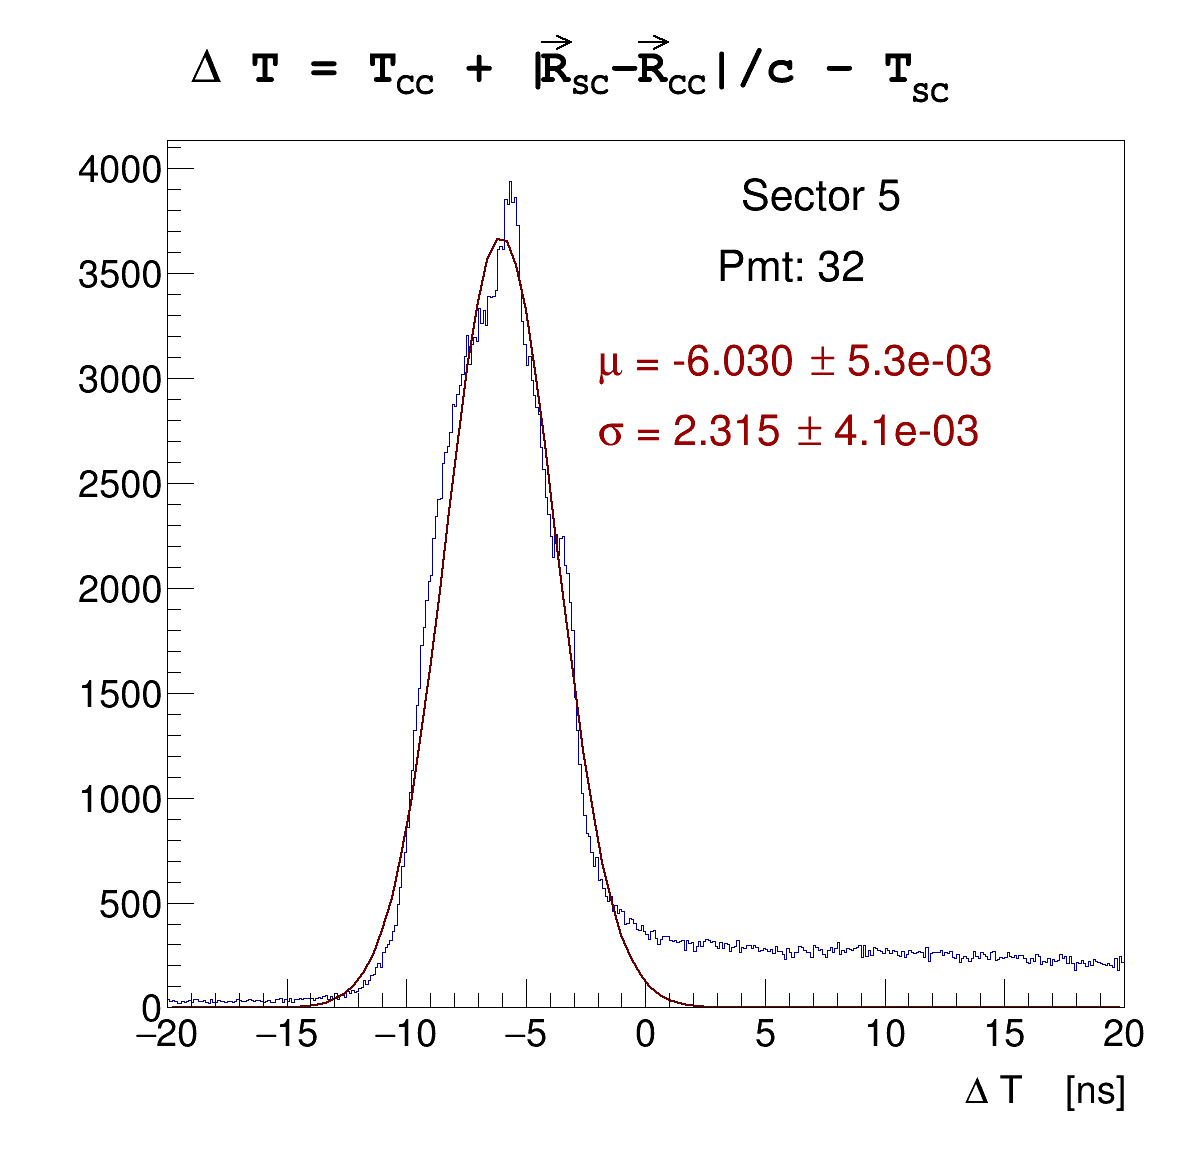 Δ T = T_CC + |R⃗_SC−R⃗_CC|/c − T_SC
Sector 5
Pmt: 32
μ = -6.030 ± 5.3e-03
σ = 2.315 ± 4.1e-03
4000
3500
3000
2500
2000
1500
1000
500
0
−20 −15 −10 −5 0 5 10 15 20
Δ T [ns]